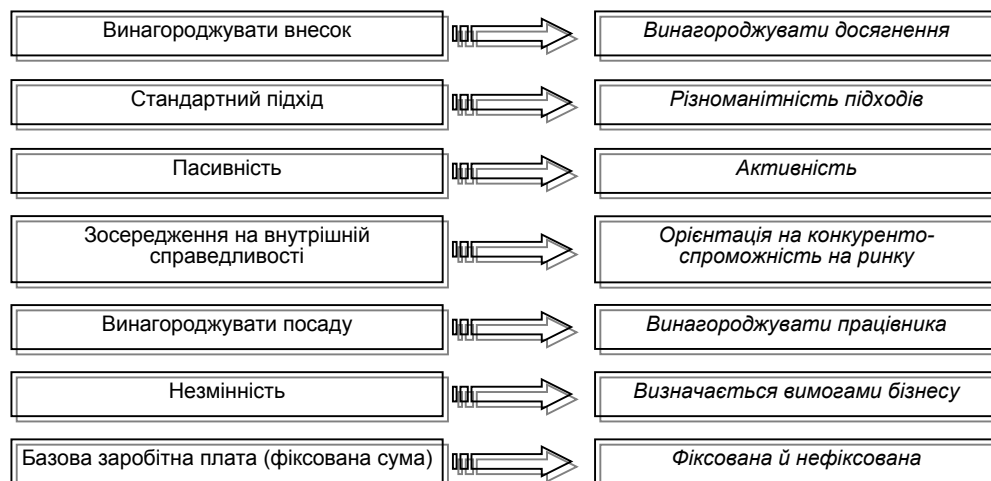 Винагороджувати внесок
Винагороджувати досягнення
Стандартний підхід
Різноманітність підходів
Пасивність
Активність
Зосередження на внутрішній
справедливості
Орієнтація на конкуренто-
спроможність на ринку
Винагороджувати посаду
Винагороджувати працівника
Незмінність
Визначається вимогами бізнесу
Базова заробітна плата (фіксована сума)
Фіксована й нефіксована